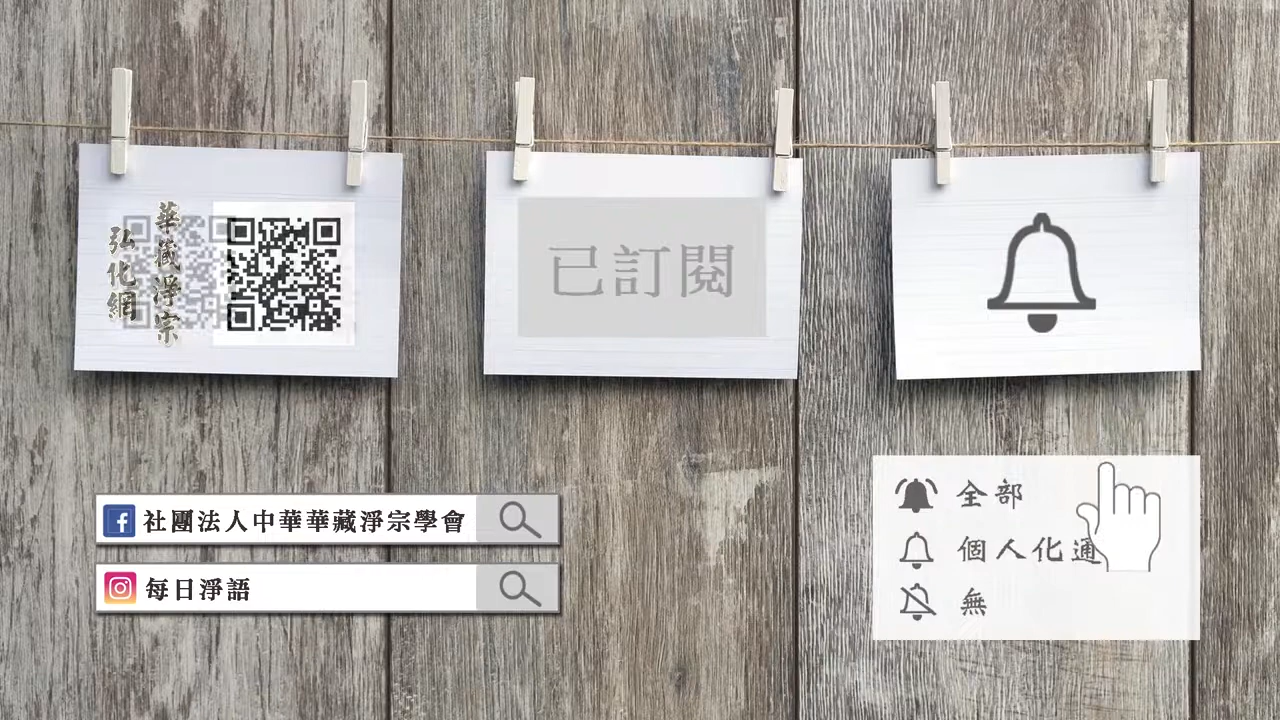 華藏淨宗
弘化網
已訂閱
社團法人中華華藏淨宗學會
每日淨語
全部
個人化通
無